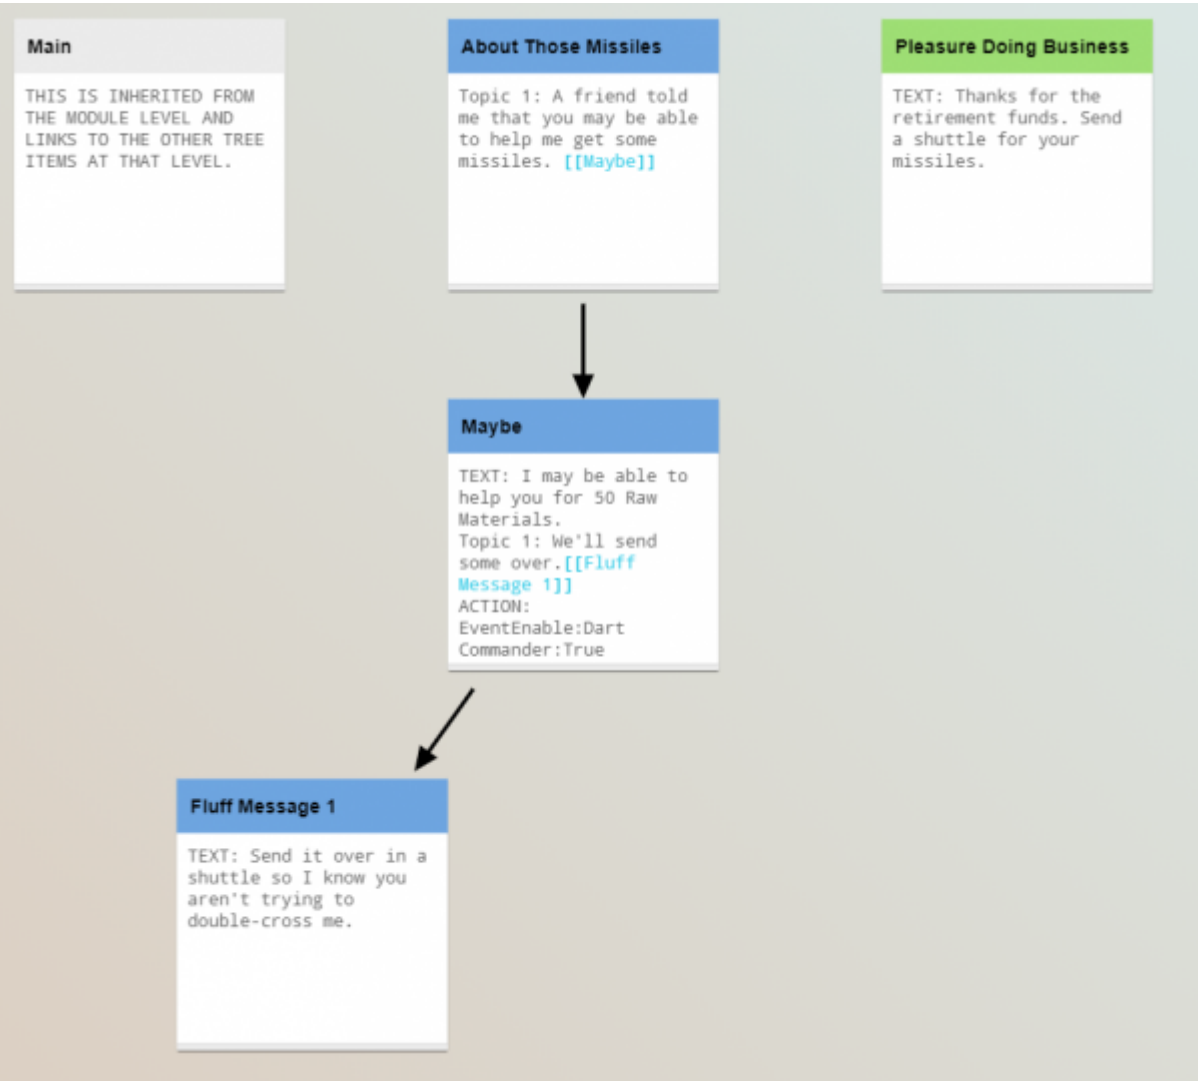 Main
THIS IS INHERITED FROM
THE MODULE LEVEL AND
LINKS TO THE OTHER TREE
ITEMS AT THAT LEVEL.
About Those Missiles
Topic 1: A friend told
me that you may be able
to help me get some
missiles. [[Maybe]]
Pleasure Doing Business
TEXT: Thanks for the
retirement funds. Send
a shuttle for your
missiles.
Maybe
TEXT: I may be able to
help you for 50 Raw
Materials.
Topic 1: We'll send
some over.[[Fluff
Message 1]]
ACTION:
EventEnable:Dart
Commander:True
Fluff Message 1
TEXT: Send it over in a
shuttle so I know you
aren't trying to
double-cross me.